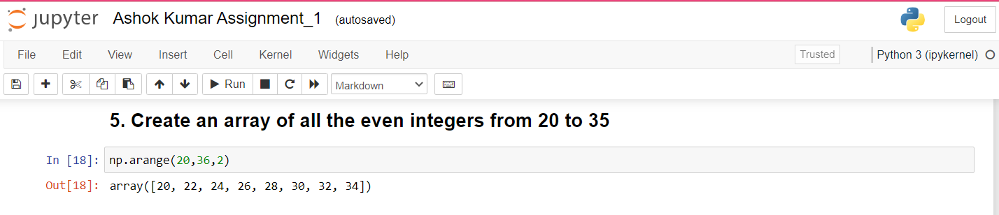 jupyter Ashok Kumar Assignment_1 (autosaved) Logout
File Edit View Insert Cell Kernel Widgets Help Trusted Python 3 (ipykernel)
Run Markdown
5. Create an array of all the even integers from 20 to 35
In [18]: np.arange(20,36,2)
Out[18]: array([20, 22, 24, 26, 28, 30, 32, 34])